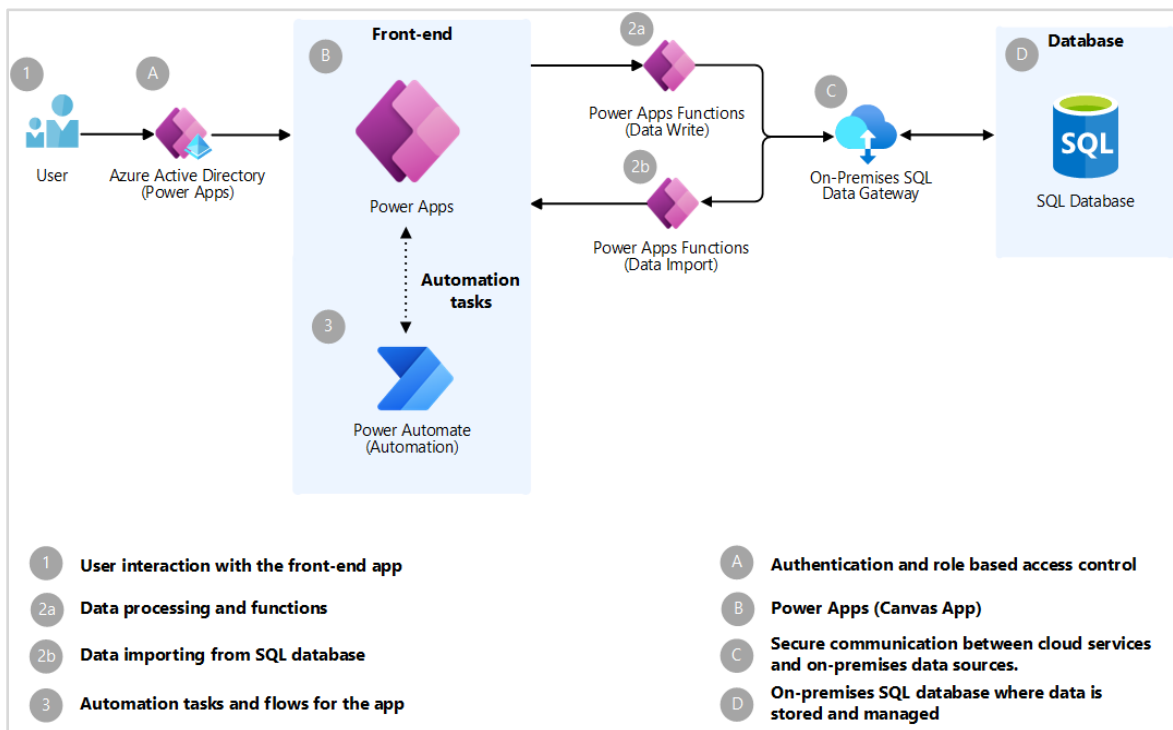 Front-end
Database
1
A
B
2a
C
D
User
Azure Active Directory
(Power Apps)
Power Apps
Power Apps Functions
(Data Write)
2b
Power Apps Functions
(Data Import)
On-Premises SQL
Data Gateway
SQL
SQL Database
Automation
tasks
3
Power Automate
(Automation)
1 User interaction with the front-end app
2a Data processing and functions
2b Data importing from SQL database
3 Automation tasks and flows for the app
A Authentication and role based access control
B Power Apps (Canvas App)
C Secure communication between cloud services
and on-premises data sources.
D On-premises SQL database where data is
stored and managed